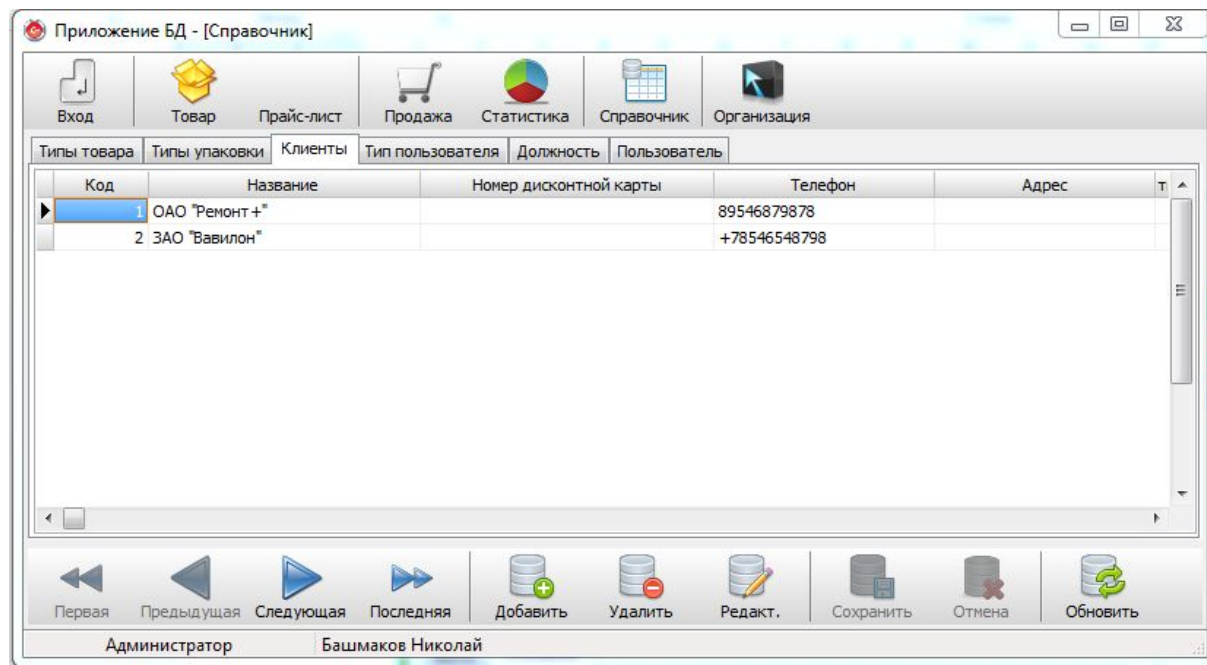 Приложение БД - [Справочник]
Вход Товар Прайс-лист Продажа Статистика Справочник Организация
Типы товара Типы упаковки Клиенты Тип пользователя Должность Пользователь
Код Название Номер дисконтной карты Телефон Адрес
1 ОАО "Ремонт+" 89546879878
2 ЗАО "Вавилон" +78546548798
Первая Предыдущая Следующая Последняя Добавить Удалить Редакт. Сохранить Отмена Обновить
Администратор Башмаков Николай